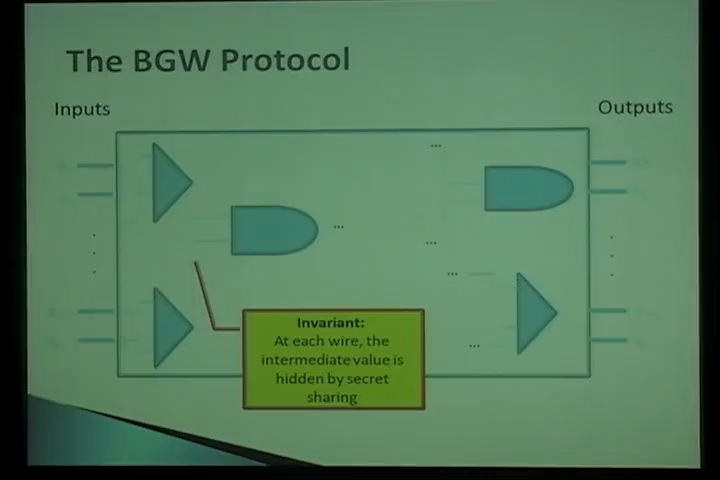 The BGW Protocol
Inputs
Outputs
...
...
...
...
...
Invariant:
At each wire, the
intermediate value is
hidden by secret
sharing